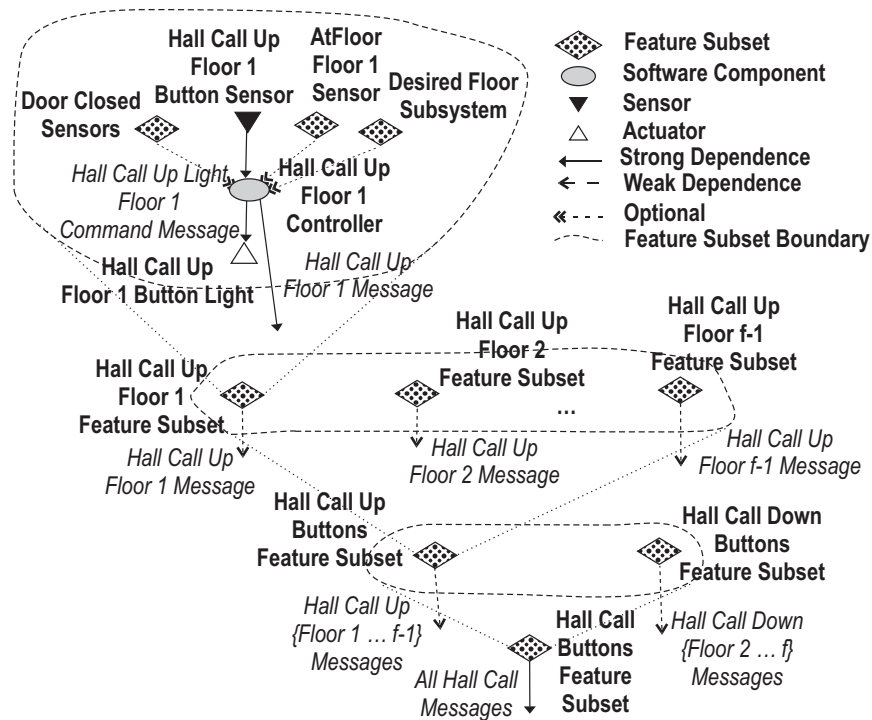 Hall Call Up
Floor 1
Button Sensor
AtFloor
Floor 1
Sensor
Door Closed
Sensors
Desired Floor
Subsystem
Feature Subset
Software Component
Sensor
Actuator
Strong Dependence
Weak Dependence
Optional
Feature Subset Boundary
Hall Call Up Light
Floor 1
Command Message
Hall Call Up
Floor 1
Controller
Hall Call Up
Floor 1 Button Light
Hall Call Up
Floor 1 Message
Hall Call Up
Floor 1
Feature Subset
Hall Call Up
Floor 2
Feature Subset
...
Hall Call Up
Floor f-1
Feature Subset
Hall Call Up
Floor 1 Message
Hall Call Up
Floor 2 Message
Hall Call Up
Floor f-1 Message
Hall Call Up
Buttons
Feature Subset
Hall Call Down
Buttons
Feature Subset
Hall Call Up
{Floor 1 ... f-1}
Messages
Hall Call
Buttons
Feature
Subset
Hall Call Down
{Floor 2 ... f}
Messages
All Hall Call
Messages